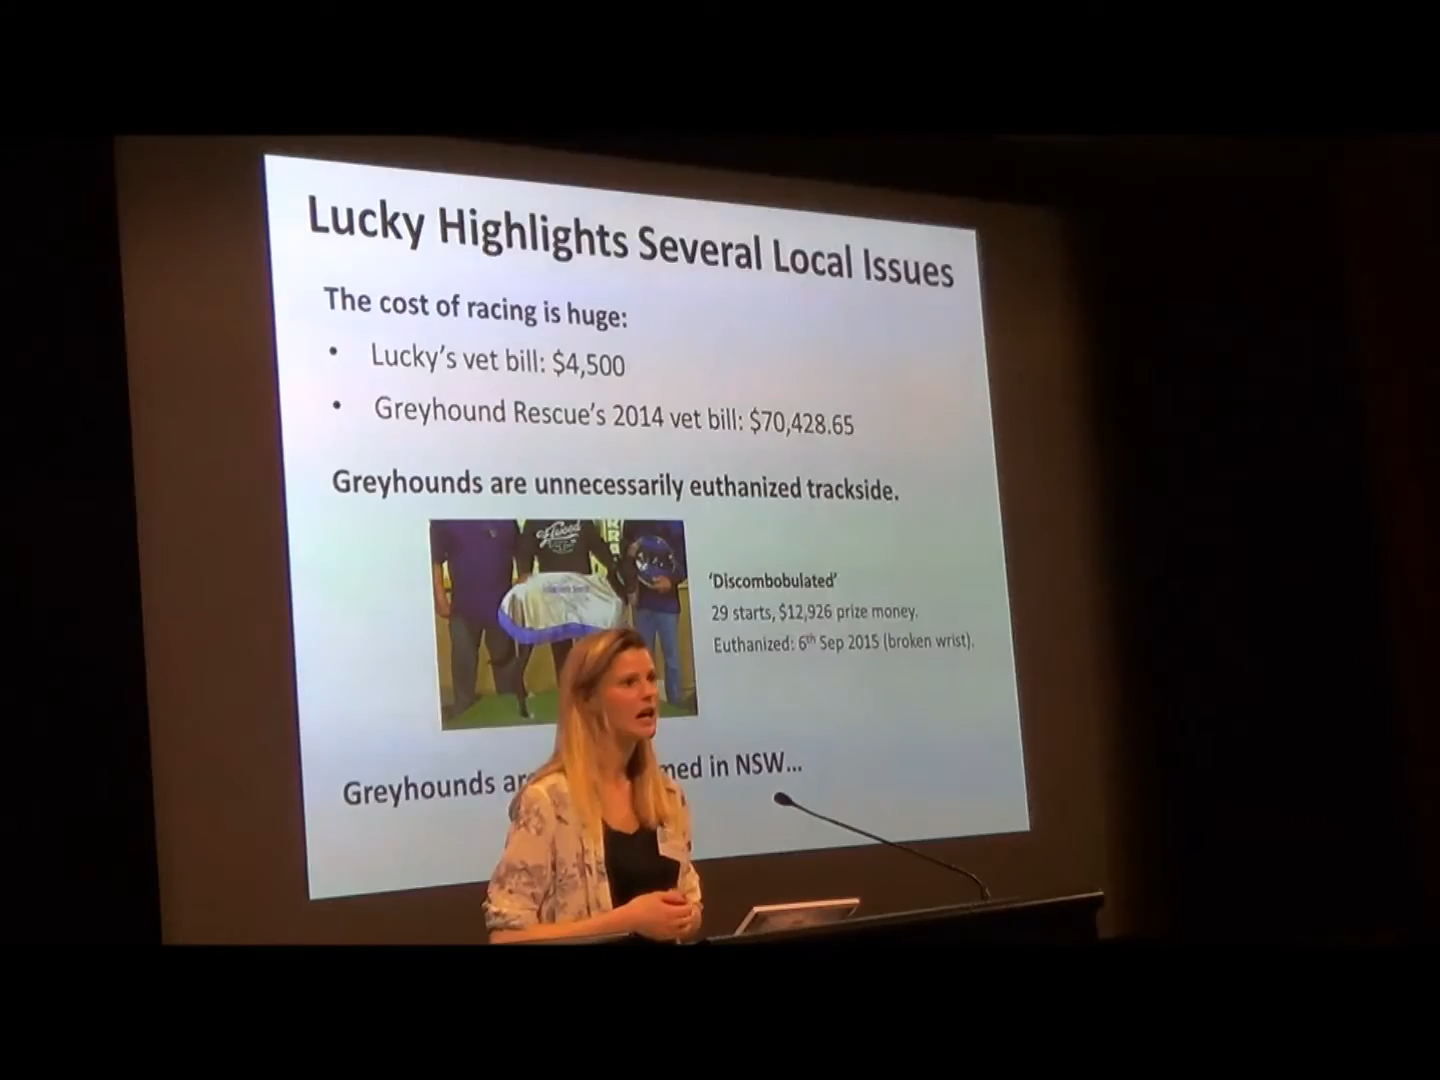 Lucky Highlights Several Local Issues
The cost of racing is huge:
• Lucky's vet bill: $4,500
• Greyhound Rescue's 2014 vet bill: $70,428.65
Greyhounds are unnecessarily euthanized trackside.
'Discombobulated'
29 starts, $12,926 prize money.
Euthanized: 6th Sep 2015 (broken wrist).
Greyhounds in NSW...